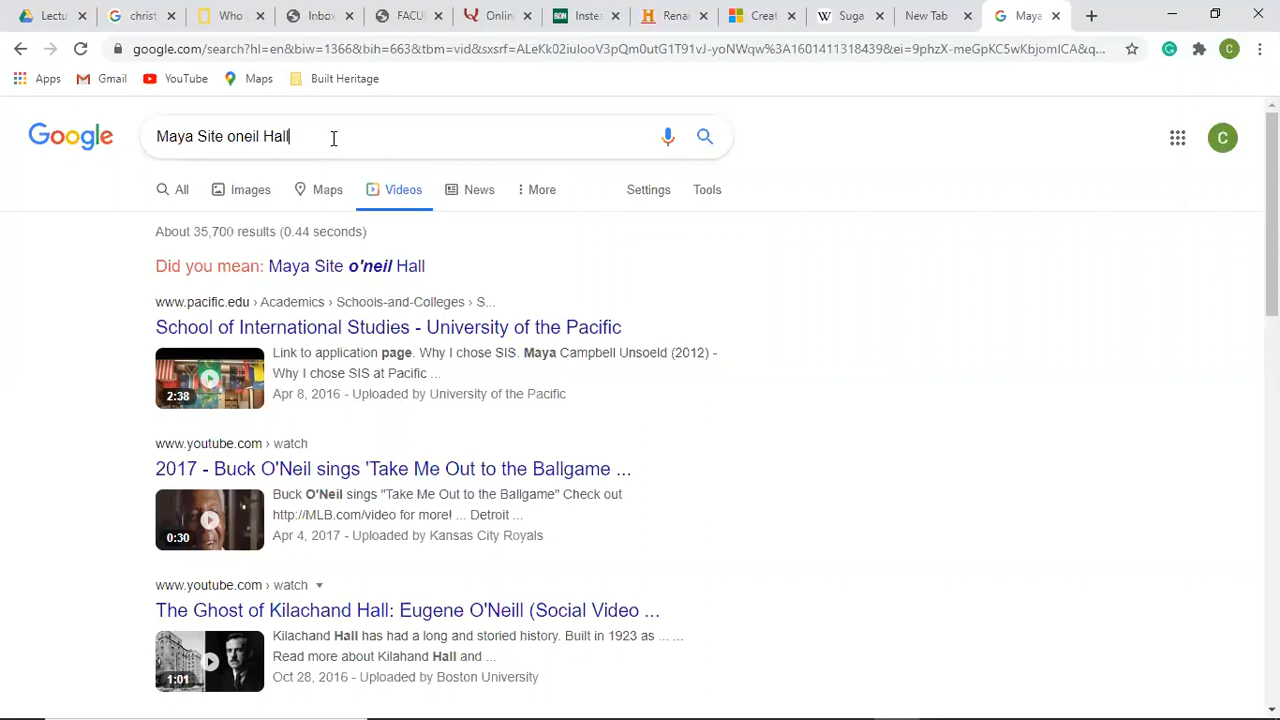 Lectu
christ
Who o
Inbox
FACUL
Onlin
BDN
Instea
Renai
Create
Suga
New Tab
Maya
google.com/search?hl=en&biw=1366&bih=663&tbm=vid&sxsrf=ALeKk02iuIooV3pQm0utG1T91vJ-yoNWqw%3A1601411318439&ei=9phzX-meGpKC5wKbjomICA&q...
Apps
Gmail
YouTube
Maps
Built Heritage
Google
Maya Site oneil Hall
C
All
Images
Maps
Videos
News
More
Settings
Tools
About 35,700 results (0.44 seconds)
Did you mean: Maya Site o'neil Hall
www.pacific.edu › Academics › Schools-and-Colleges › S...
School of International Studies - University of the Pacific
Link to application page. Why I chose SIS. Maya Campbell Unsoeld (2012) -
Why I chose SIS at Pacific ...
2:38
Apr 8, 2016 - Uploaded by University of the Pacific
www.youtube.com › watch
2017 - Buck O'Neil sings 'Take Me Out to the Ballgame ...
Buck O'Neil sings "Take Me Out to the Ballgame" Check out
http://MLB.com/video for more! ... Detroit ...
0:30
Apr 4, 2017 - Uploaded by Kansas City Royals
www.youtube.com › watch
The Ghost of Kilachand Hall: Eugene O'Neill (Social Video ...
Kilachand Hall has had a long and storied history. Built in 1923 as ... ...
Read more about Kilahand Hall and ...
1:01
Oct 28, 2016 - Uploaded by Boston University